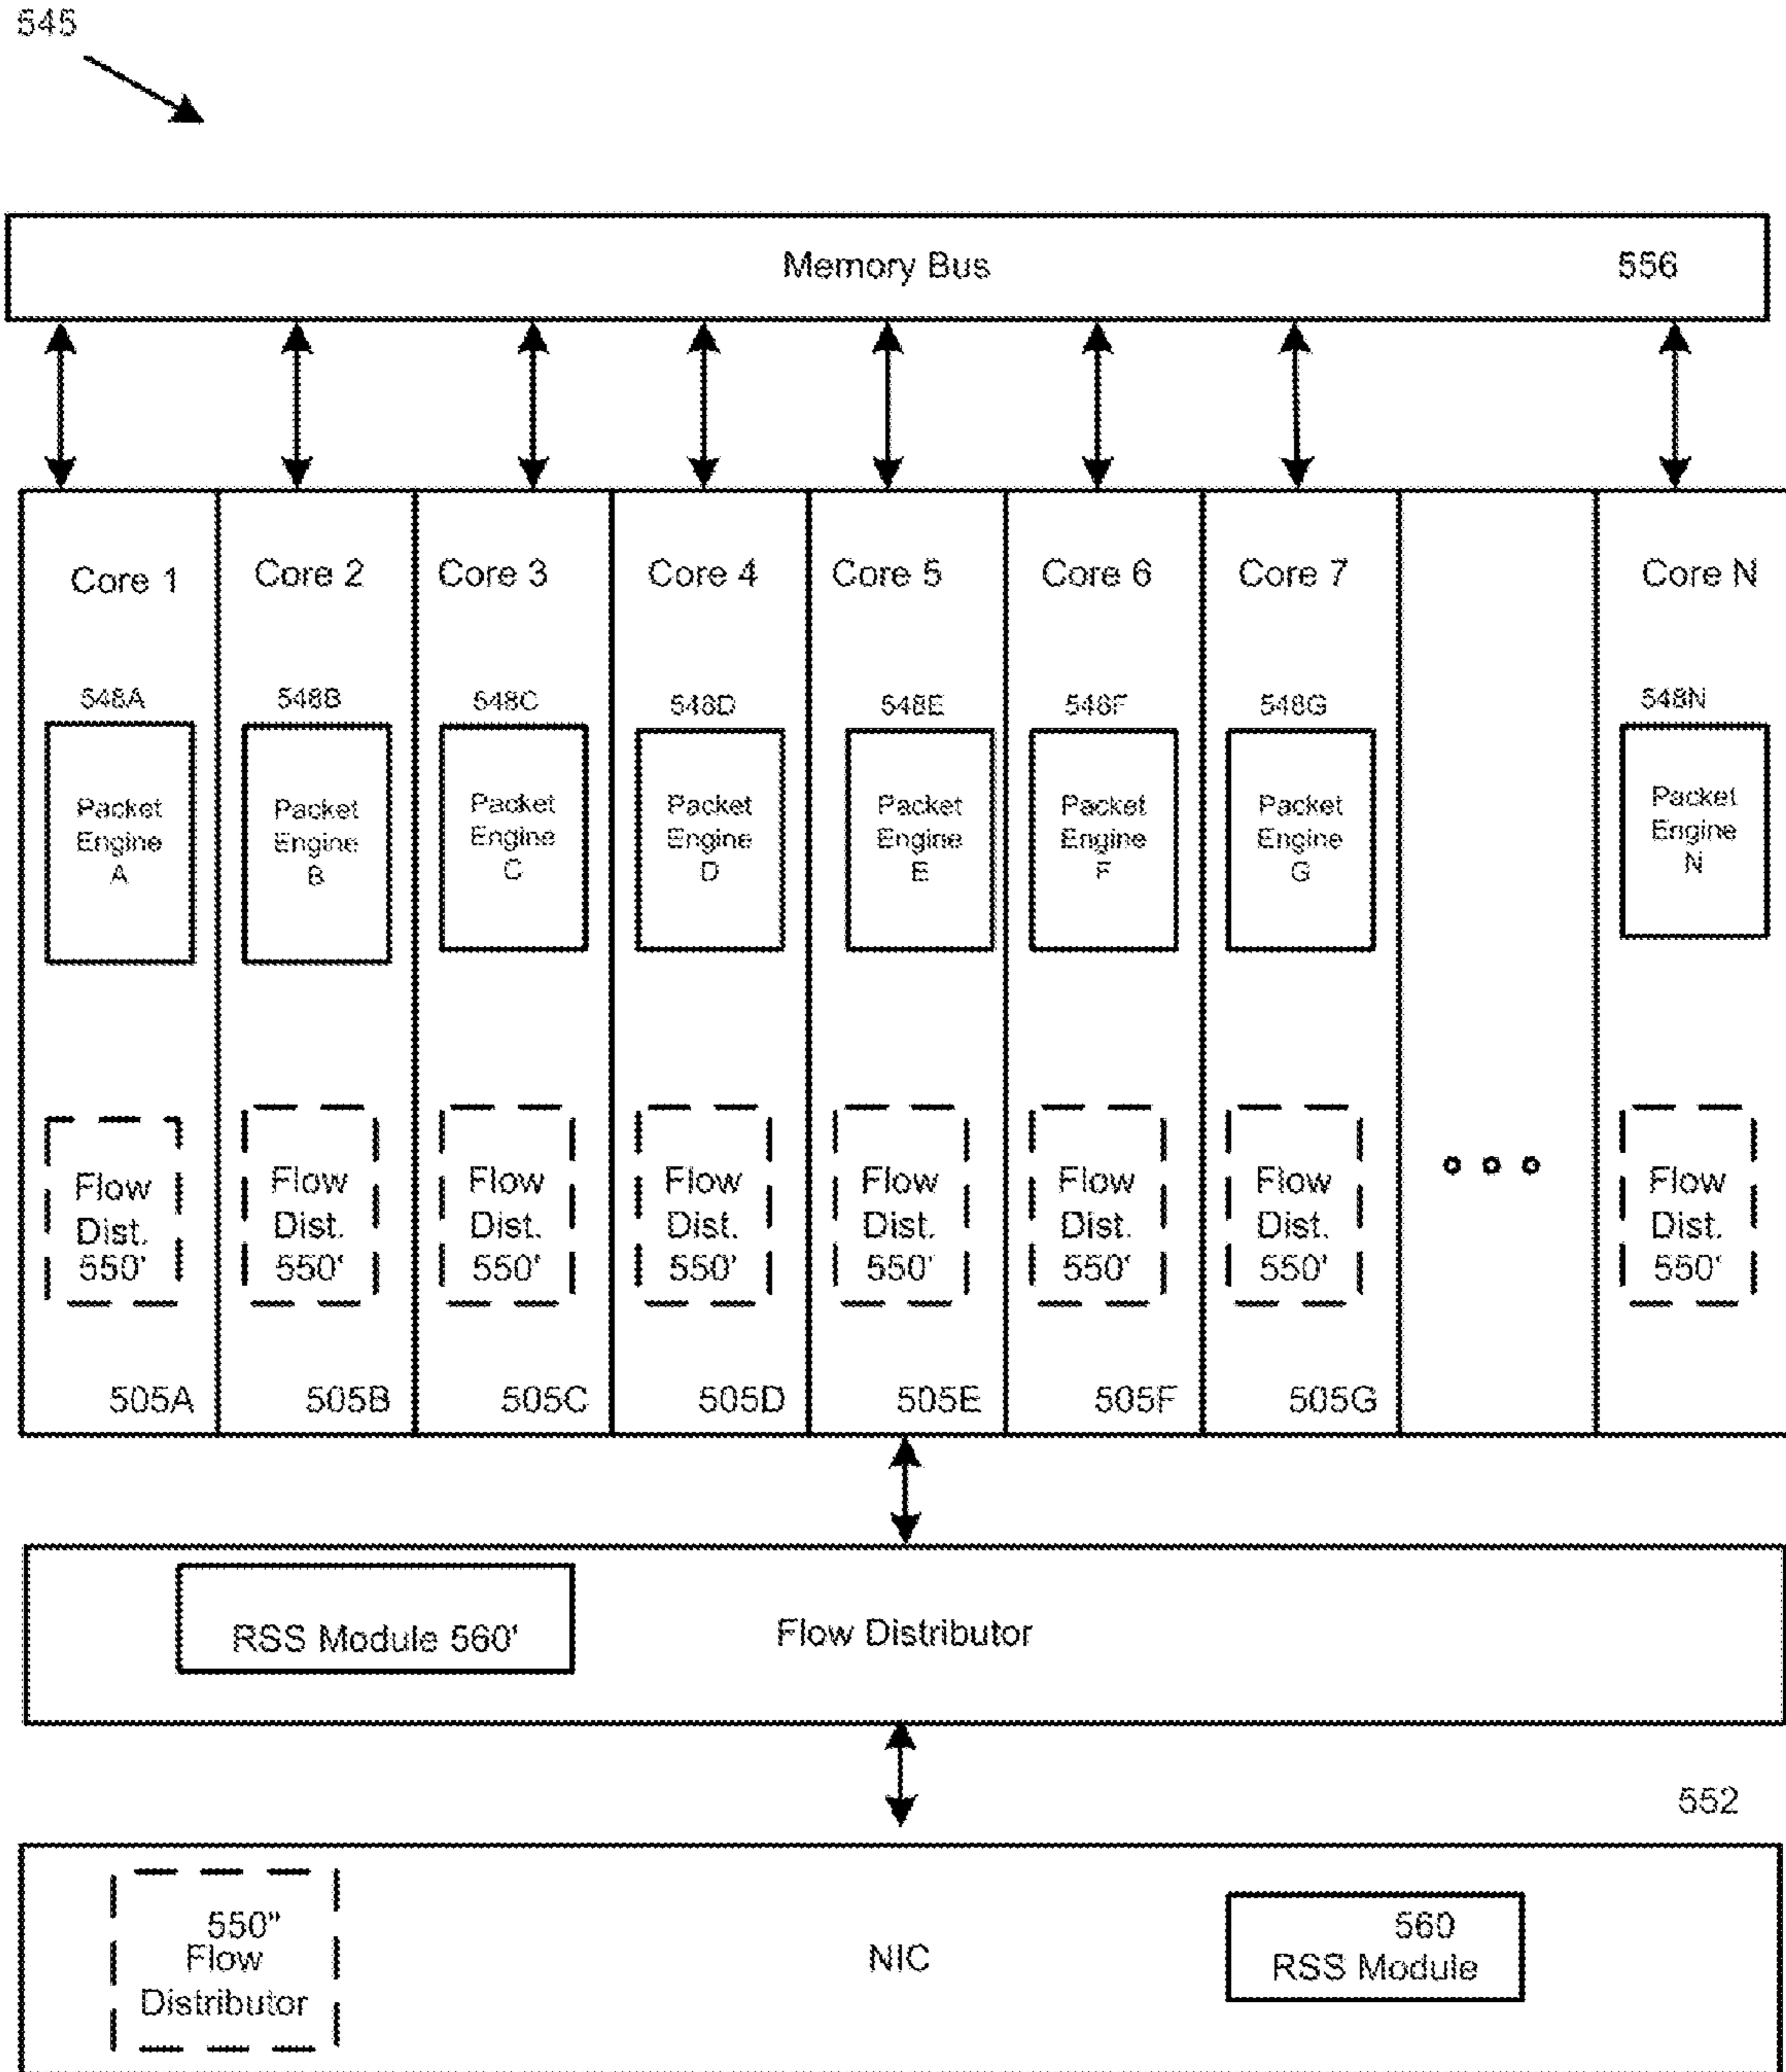 545
Memory Bus 556
Core 1 Core 2 Core 3 Core 4 Core 5 Core 6 Core 7 Core N
548A 548B 548C 548D 548E 548F 548G 548N
Packet
Engine
A
Packet
Engine
B
Packet
Engine
C
Packet
Engine
D
Packet
Engine
E
Packet
Engine
F
Packet
Engine
G
Packet
Engine
N
Flow
Dist.
550'
Flow
Dist.
550'
Flow
Dist.
550'
Flow
Dist.
550'
Flow
Dist.
550'
Flow
Dist.
550'
Flow
Dist.
550'
Flow
Dist.
550'
505A 505B 505C 505D 505E 505F 505G
RSS Module 560' Flow Distributor
552
550"
Flow
Distributor
NIC
560
RSS Module